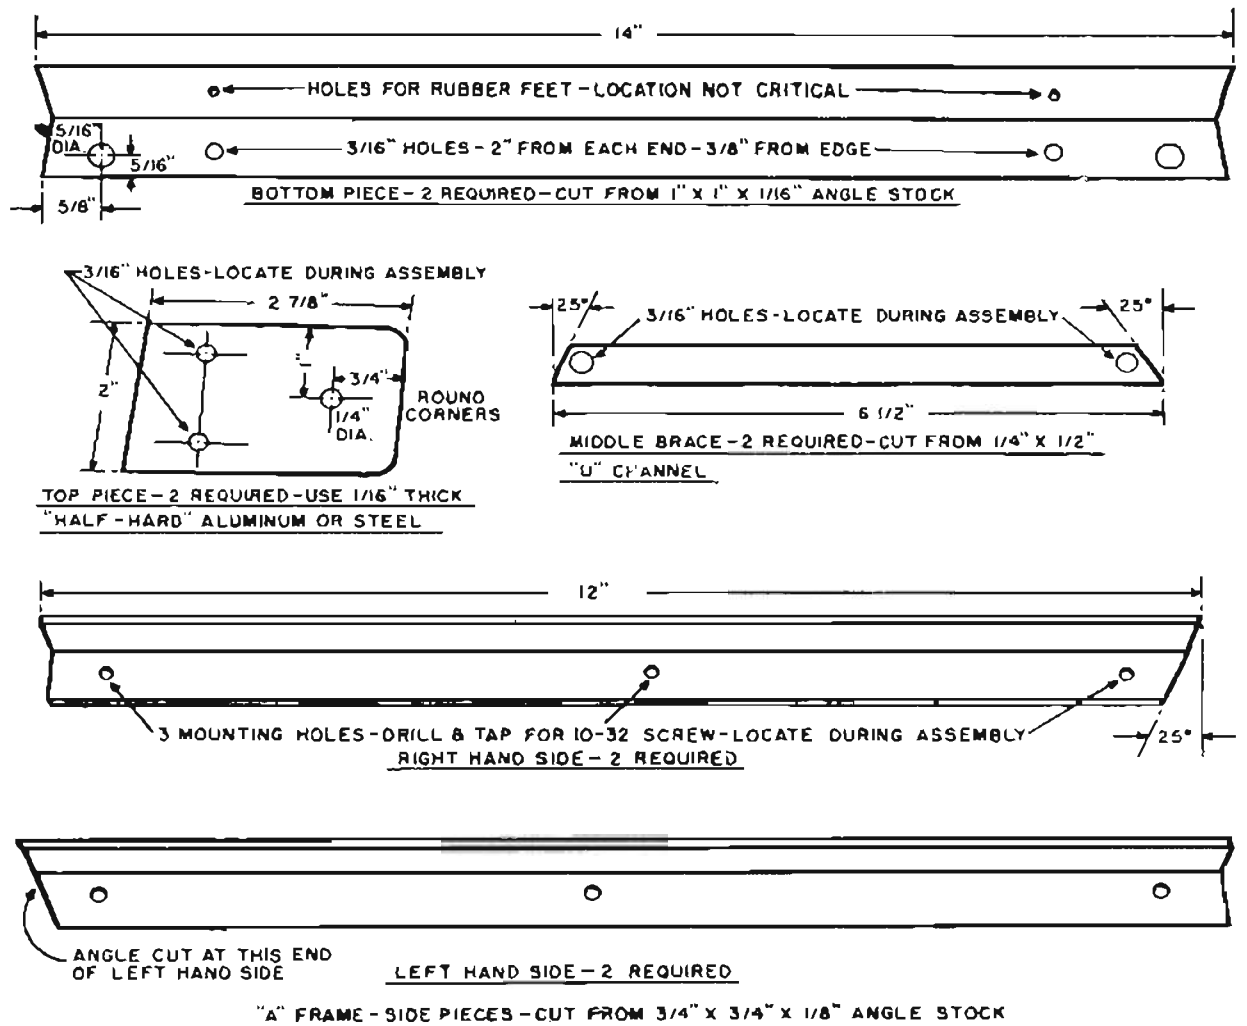 14"
HOLES FOR RUBBER FEET-LOCATION NOT CRITICAL
5/16"
DIA.
5/16"
3/16" HOLES-2" FROM EACH END-3/8" FROM EDGE
5/8"
BOTTOM PIECE-2 REQUIRED-CUT FROM 1" X 1" X 1/16" ANGLE STOCK
3/16" HOLES-LOCATE DURING ASSEMBLY
2 7/8"
2"
1"
3/4"
1/4"
DIA.
ROUND
CORNERS
TOP PIECE-2 REQUIRED-USE 1/16" THICK
"HALF-HARD" ALUMINUM OR STEEL
25°
25°
3/16" HOLES-LOCATE DURING ASSEMBLY
6 1/2"
MIDDLE BRACE-2 REQUIRED-CUT FROM 1/4" X 1/2"
"U" CHANNEL
12"
3 MOUNTING HOLES-DRILL & TAP FOR 10-32 SCREW-LOCATE DURING ASSEMBLY
25°
RIGHT HAND SIDE-2 REQUIRED
ANGLE CUT AT THIS END
OF LEFT HAND SIDE
LEFT HAND SIDE-2 REQUIRED
"A" FRAME-SIDE PIECES-CUT FROM 3/4" X 3/4" X 1/8" ANGLE STOCK